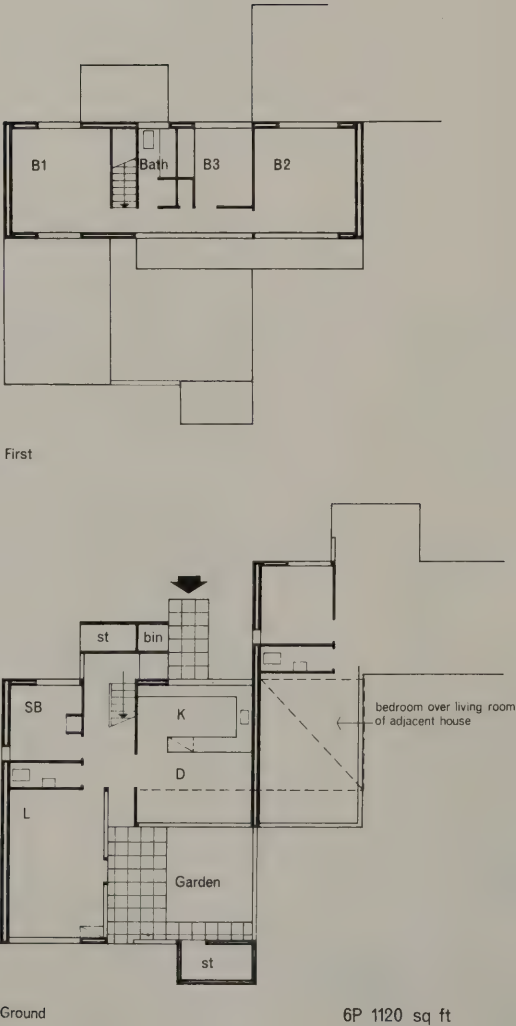 B1
Bath
B3
B2
First
st
bin
SB
K
bedroom over living room
of adjacent house
D
L
Garden
st
Ground
6P 1120 sq ft